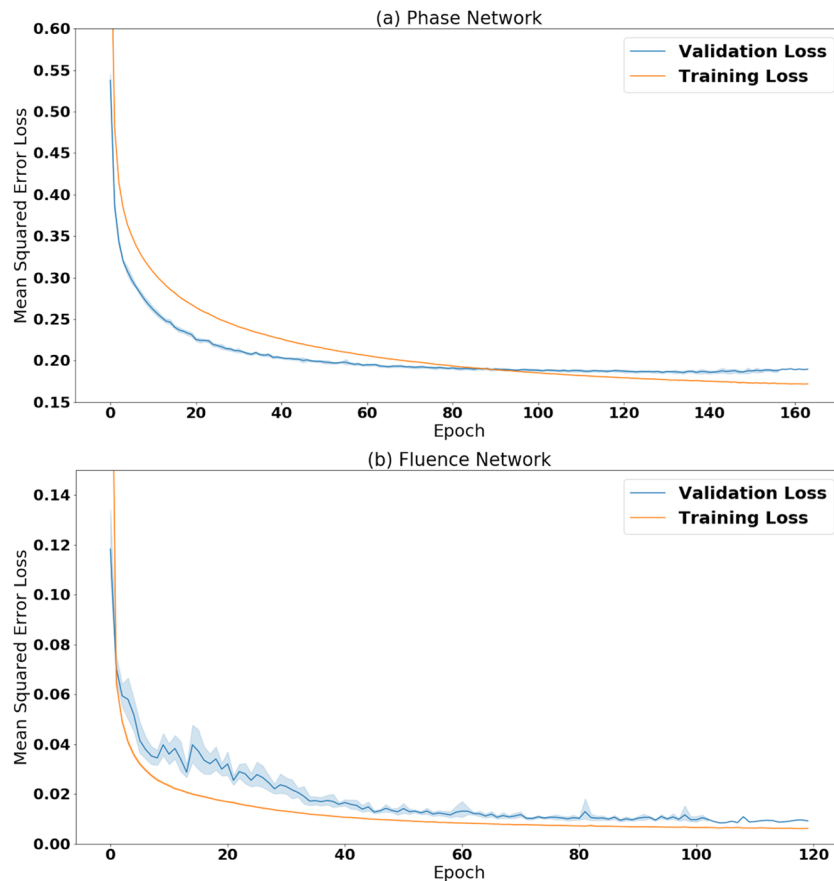 (a) Phase Network
0.60
0.55
0.50
0.45
0.40
0.35
0.30
0.25
0.20
0.15
Mean Squared Error Loss
Validation Loss
Training Loss
0 20 40 60 80 100 120 140 160
Epoch
(b) Fluence Network
0.14
0.12
0.10
0.08
0.06
0.04
0.02
0.00
Mean Squared Error Loss
Validation Loss
Training Loss
0 20 40 60 80 100 120
Epoch